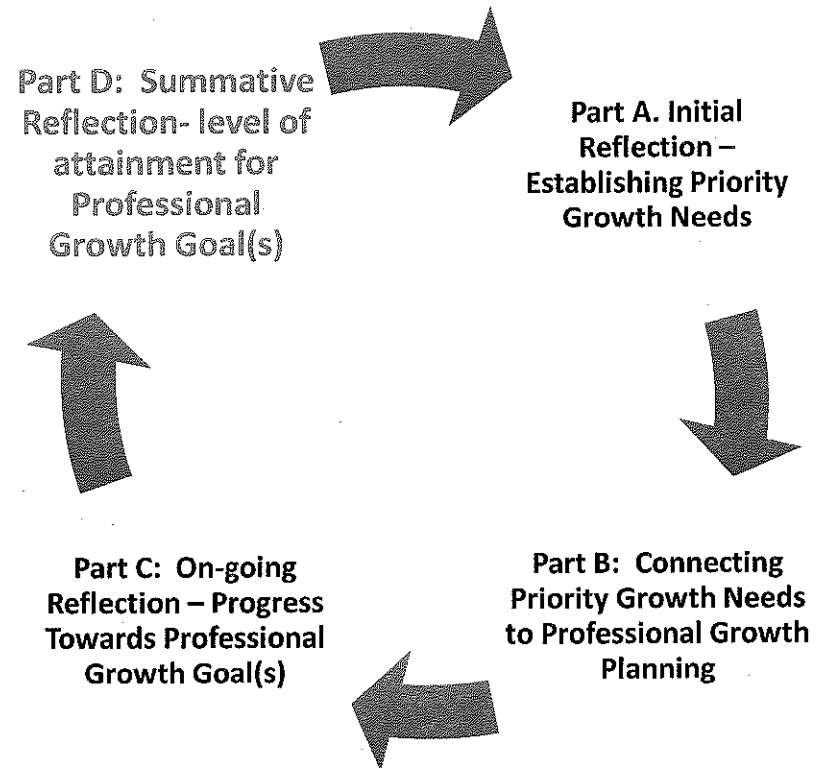 Part D: Summative
Reflection- level of
attainment for
Professional
Growth Goal(s)
Part A. Initial
Reflection –
Establishing Priority
Growth Needs
Part B: Connecting
Priority Growth Needs
to Professional Growth
Planning
Part C: On-going
Reflection – Progress
Towards Professional
Growth Goal(s)